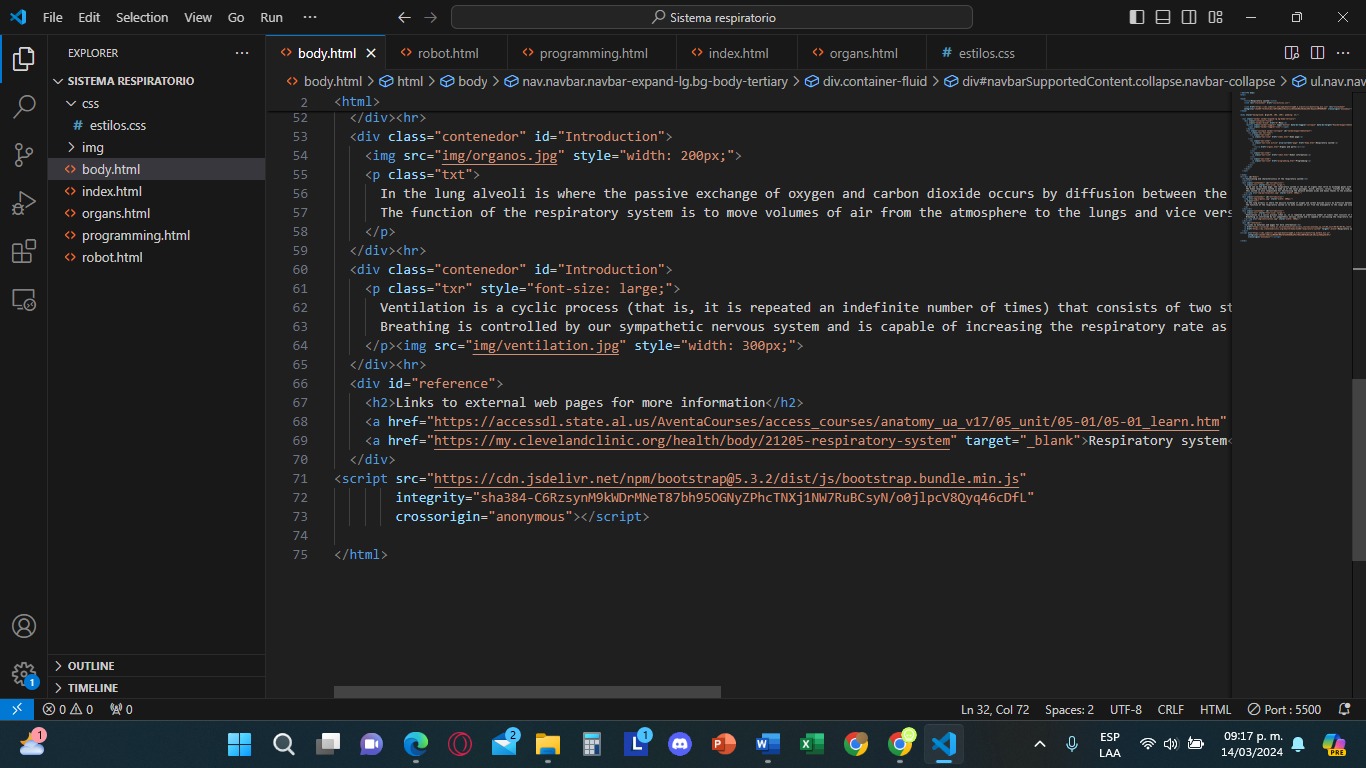 File Edit Selection View Go Run ··· Sistema respiratorio
EXPLORER ···
body.html robot.html programming.html index.html organs.html # estilos.css ···
SISTEMA RESPIRATORIO
css
# estilos.css
img
body.html
index.html
organs.html
programming.html
robot.html
OUTLINE
TIMELINE
body.html > html > body > nav.navbar.navbar-expand-lg.bg-body-tertiary > div.container-fluid > div#navbarSupportedContent.collapse.navbar-collapse > ul.nav.nav
2 <html>
52 </div><hr>
53 <div class="contenedor" id="Introduction">
54 <img src="img/organos.jpg" style="width: 200px;">
55 <p class="txt">
56 In the lung alveoli is where the passive exchange of oxygen and carbon dioxide occurs by diffusion between the
57 The function of the respiratory system is to move volumes of air from the atmosphere to the lungs and vice vers
58 </p>
59 </div><hr>
60 <div class="contenedor" id="Introduction">
61 <p class="txr" style="font-size: large;">
62 Ventilation is a cyclic process (that is, it is repeated an indefinite number of times) that consists of two st
63 Breathing is controlled by our sympathetic nervous system and is capable of increasing the respiratory rate as
64 </p><img src="img/ventilation.jpg" style="width: 300px;">
65 </div><hr>
66 <div id="reference">
67 <h2>Links to external web pages for more information</h2>
68 <a href="https://accessdl.state.al.us/AventaCourses/access_courses/anatomy_ua_v17/05_unit/05-01/05-01_learn.htm"
69 <a href="https://my.clevelandclinic.org/health/body/21205-respiratory-system" target="_blank">Respiratory system<
70 </div>
71 <script src="https://cdn.jsdelivr.net/npm/bootstrap@5.3.2/dist/js/bootstrap.bundle.min.js"
72 integrity="sha384-C6RzsynM9kWDrMNeT87bh95OGNyZPhcTNXj1NW7RuBCsyN/o0jlpcV8Qyq46cDfL"
73 crossorigin="anonymous"></script>
74
75 </html>
0 0 0 Ln 32, Col 72 Spaces: 2 UTF-8 CRLF HTML Port : 5500
1 2 L 1 ESP LAA 09:17 p. m. 14/03/2024 PRE